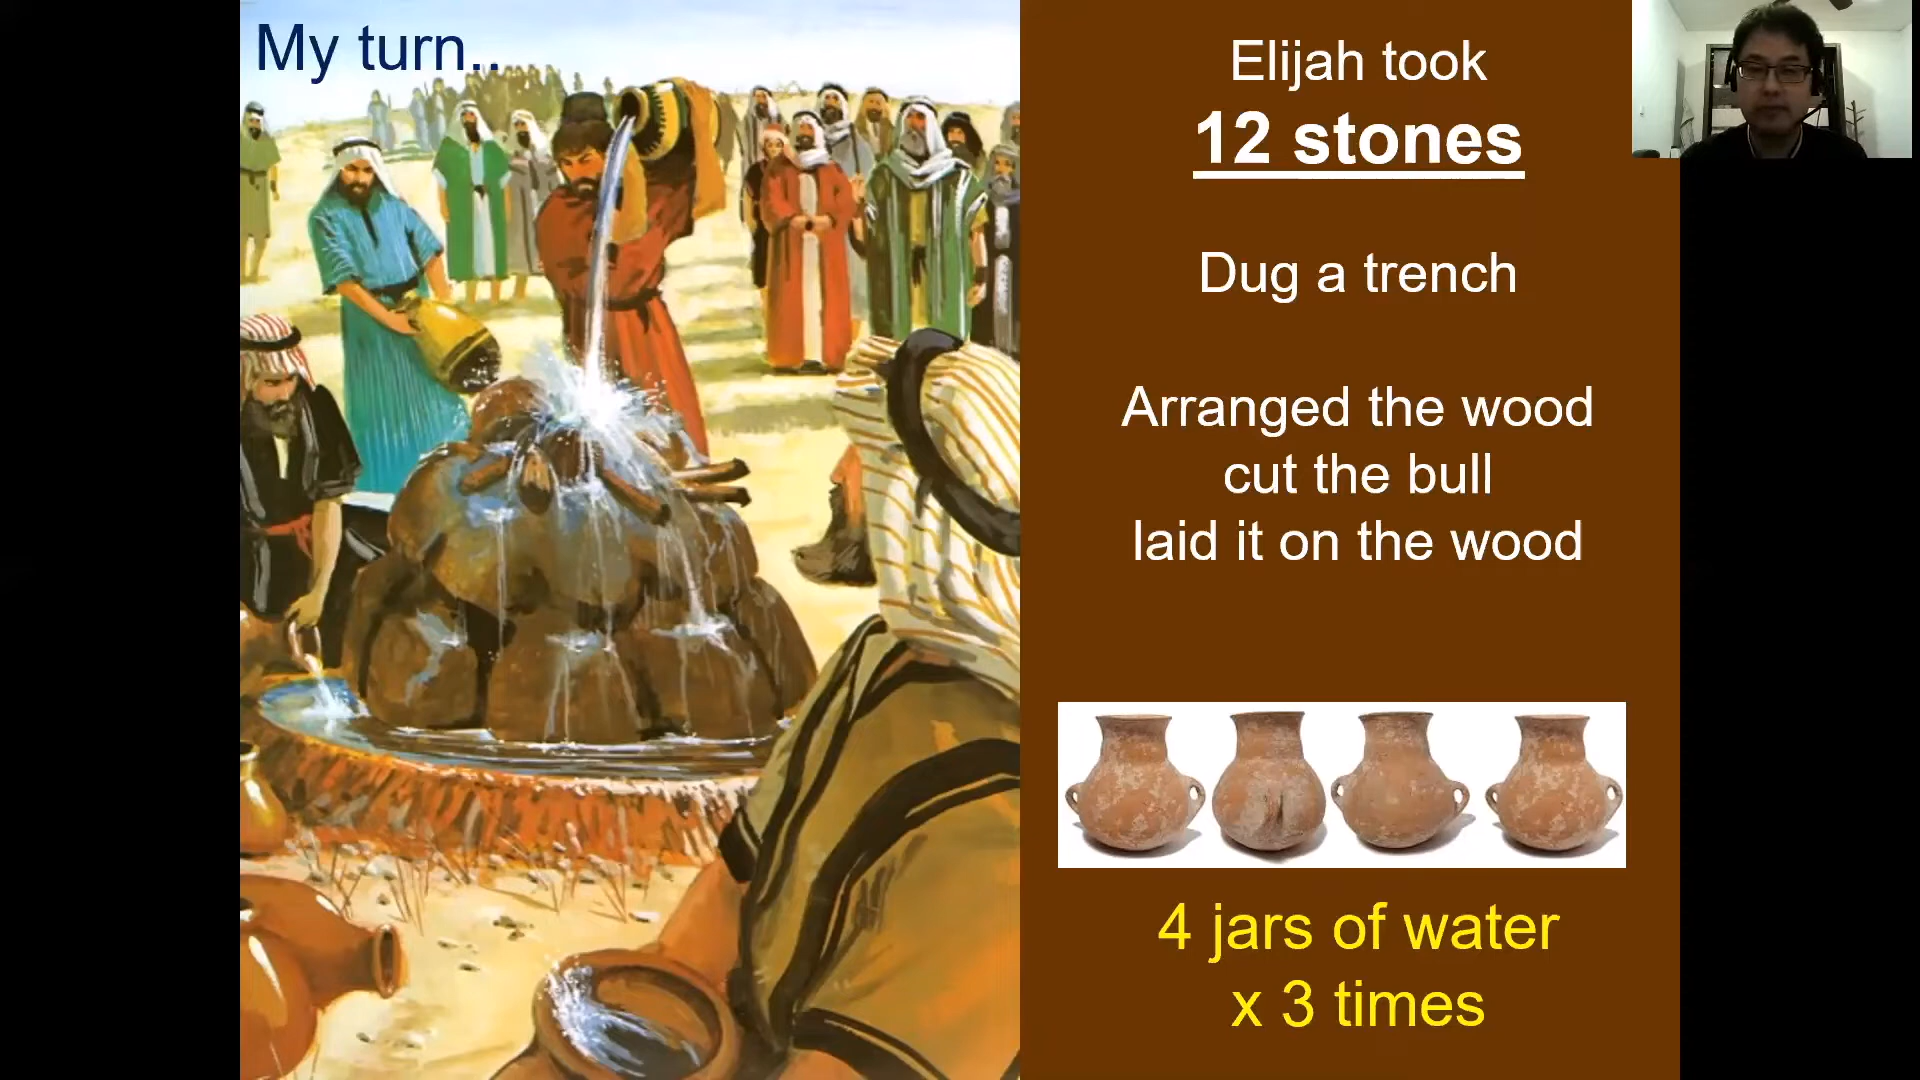 My turn..
Elijah took
12 stones
Dug a trench
Arranged the wood
cut the bull
laid it on the wood
4 jars of water
x 3 times